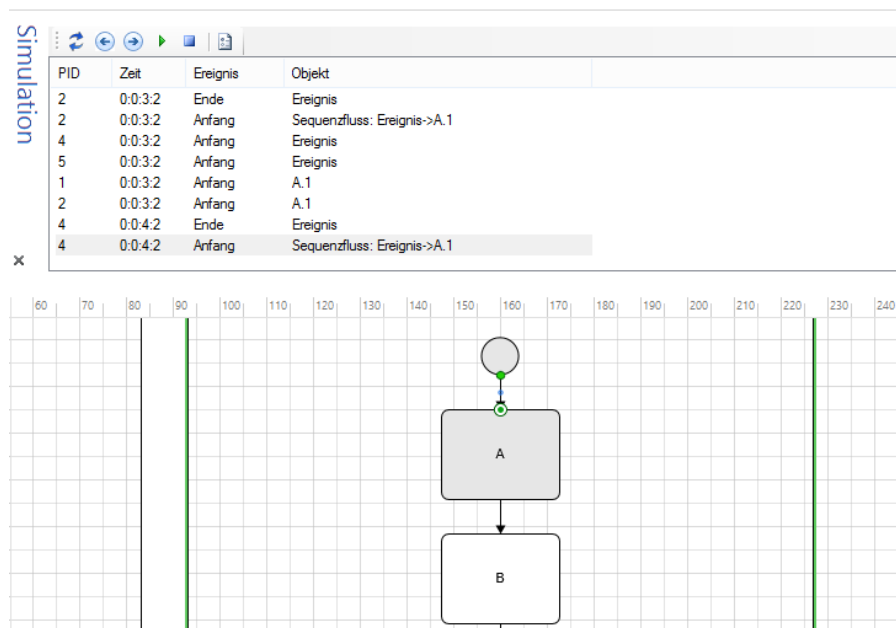 Simulation
PID Zeit Ereignis Objekt
2 0:0:3:2 Ende Ereignis
2 0:0:3:2 Anfang Sequenzfluss: Ereignis->A.1
4 0:0:3:2 Anfang Ereignis
5 0:0:3:2 Anfang Ereignis
1 0:0:3:2 Anfang A.1
2 0:0:3:2 Anfang A.1
4 0:0:4:2 Ende Ereignis
4 0:0:4:2 Anfang Sequenzfluss: Ereignis->A.1
60 70 80 90 100 110 120 130 140 150 160 170 180 190 200 210 220 230 240
A
B